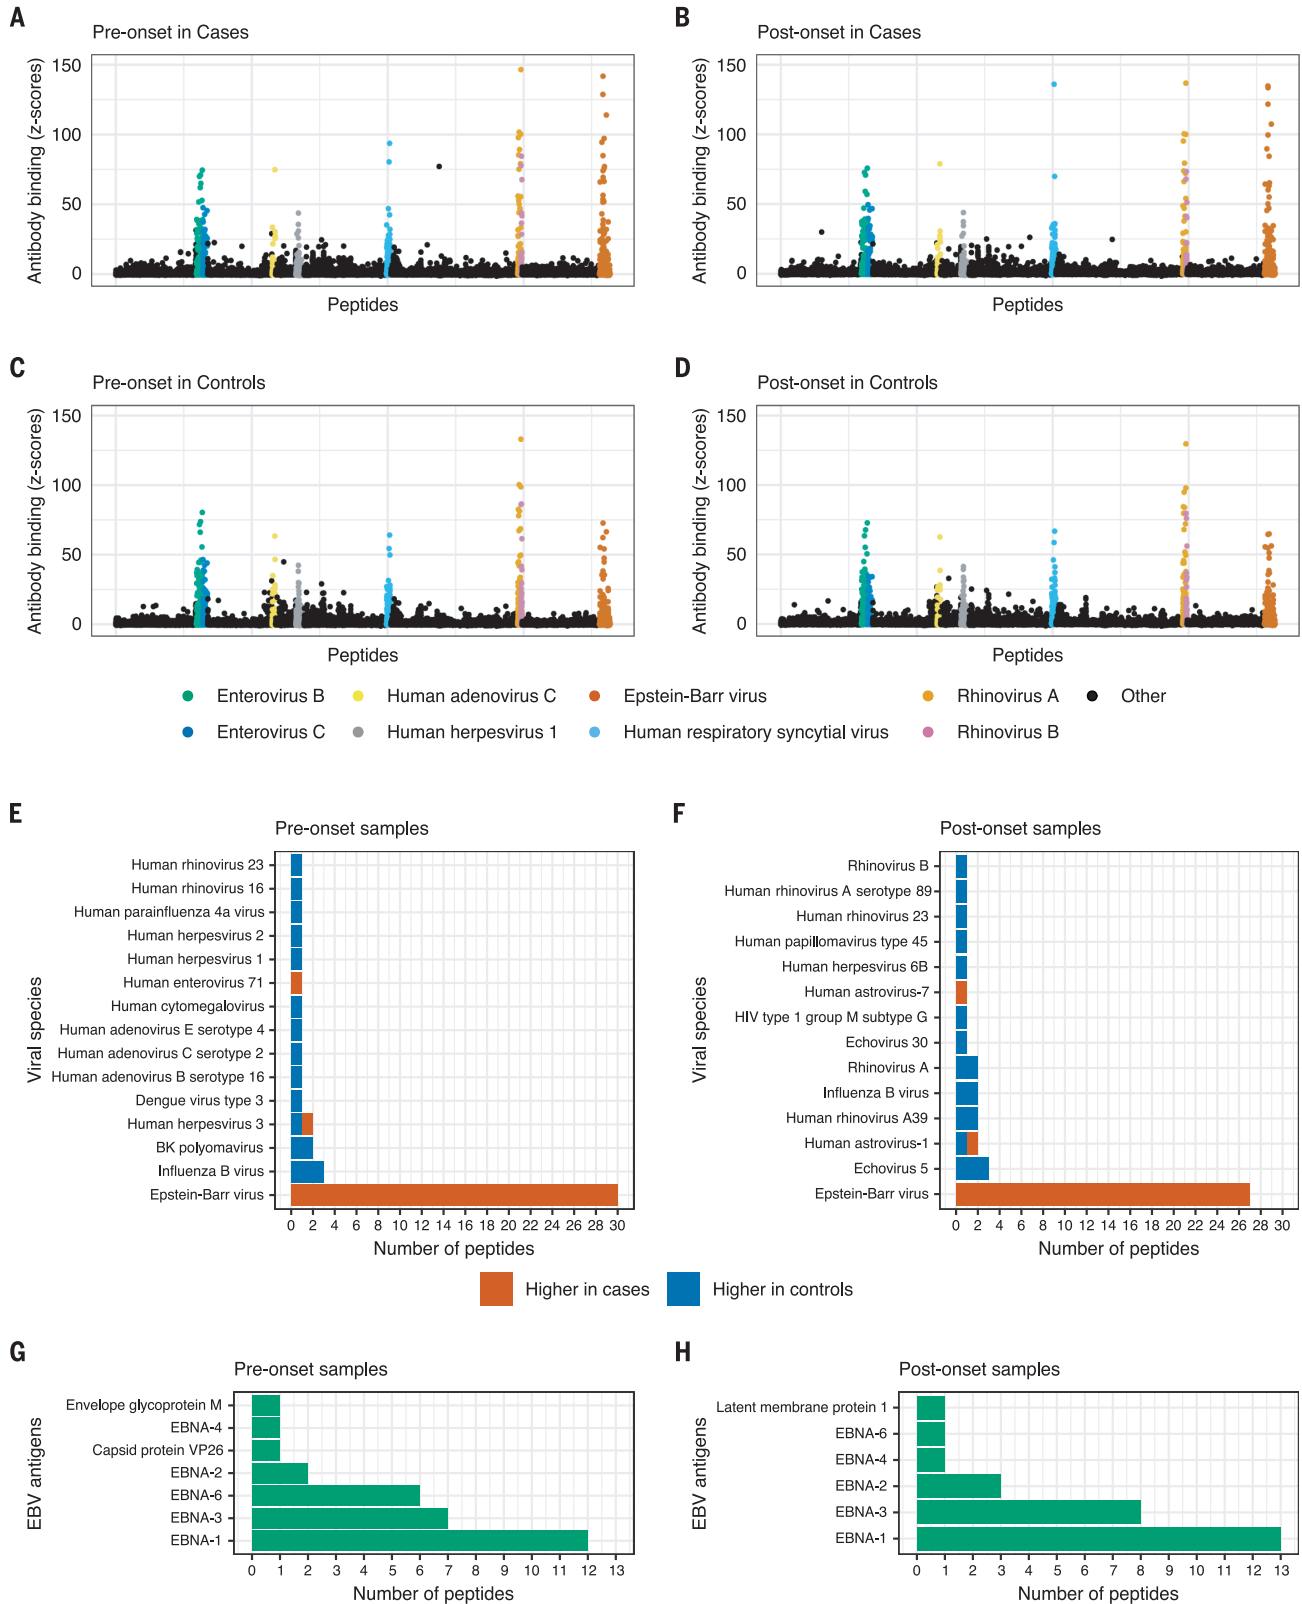 A
Pre-onset in Cases
Antibody binding (z-scores)
150
100
50
0
Peptides
B
Post-onset in Cases
Antibody binding (z-scores)
150
100
50
0
Peptides
C
Pre-onset in Controls
Antibody binding (z-scores)
150
100
50
0
Peptides
D
Post-onset in Controls
Antibody binding (z-scores)
150
100
50
0
Peptides
Enterovirus B
Human adenovirus C
Epstein-Barr virus
Rhinovirus A
Other
Enterovirus C
Human herpesvirus 1
Human respiratory syncytial virus
Rhinovirus B
E
Pre-onset samples
Viral species
Human rhinovirus 23
Human rhinovirus 16
Human parainfluenza 4a virus
Human herpesvirus 2
Human herpesvirus 1
Human enterovirus 71
Human cytomegalovirus
Human adenovirus E serotype 4
Human adenovirus C serotype 2
Human adenovirus B serotype 16
Dengue virus type 3
Human herpesvirus 3
BK polyomavirus
Influenza B virus
Epstein-Barr virus
0 2 4 6 8 10 12 14 16 18 20 22 24 26 28 30
Number of peptides
F
Post-onset samples
Viral species
Rhinovirus B
Human rhinovirus A serotype 89
Human rhinovirus 23
Human papillomavirus type 45
Human herpesvirus 6B
Human astrovirus-7
HIV type 1 group M subtype G
Echovirus 30
Rhinovirus A
Influenza B virus
Human rhinovirus A39
Human astrovirus-1
Echovirus 5
Epstein-Barr virus
0 2 4 6 8 10 12 14 16 18 20 22 24 26 28 30
Number of peptides
Higher in cases
Higher in controls
G
Pre-onset samples
EBV antigens
Envelope glycoprotein M
EBNA-4
Capsid protein VP26
EBNA-2
EBNA-6
EBNA-3
EBNA-1
0 1 2 3 4 5 6 7 8 9 10 11 12 13
Number of peptides
H
Post-onset samples
EBV antigens
Latent membrane protein 1
EBNA-6
EBNA-4
EBNA-2
EBNA-3
EBNA-1
0 1 2 3 4 5 6 7 8 9 10 11 12 13
Number of peptides